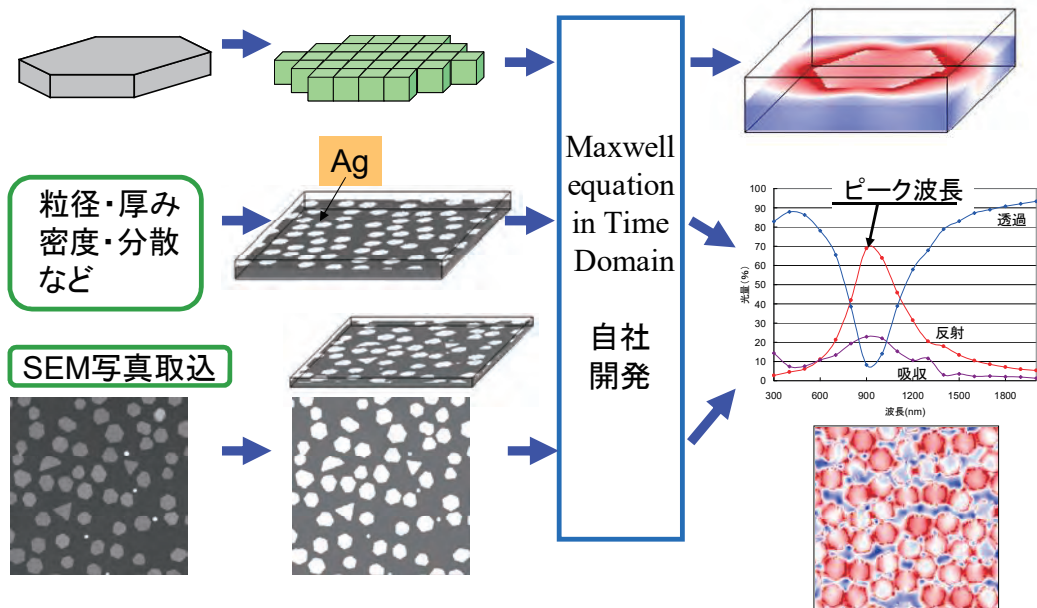 Ag
粒径・厚み
密度・分散
など
SEM写真取込
Maxwell
equation
in Time
Domain
自社
開発
ピーク波長
透過
反射
吸収
光量(%)
100
90
80
70
60
50
40
30
20
10
0
300 600 900 1200 1500 1800
波長(nm)